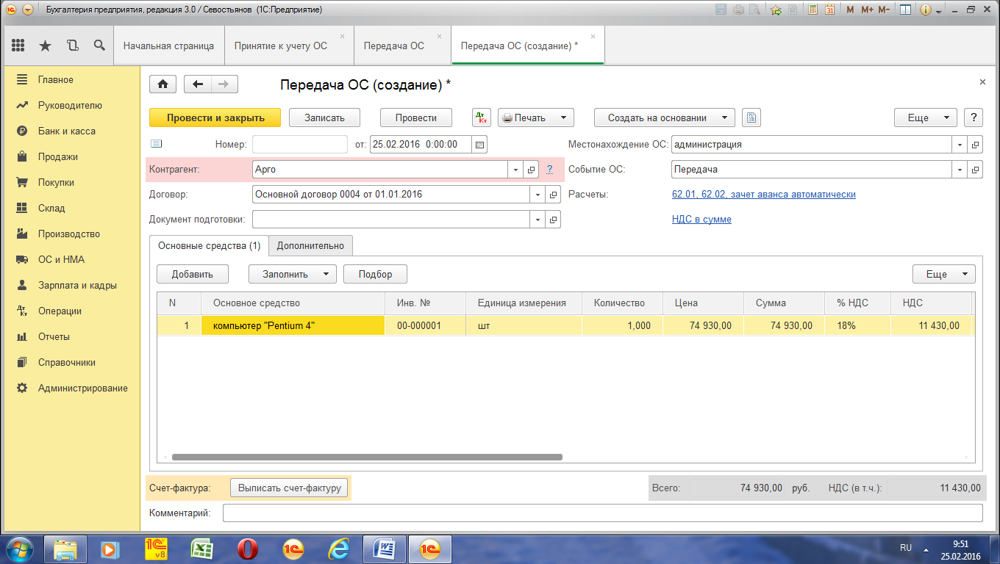 Бухгалтерия предприятия, редакция 3.0 / Севостьянов (1С:Предприятие)
31 M M+ M- i
Начальная страница Принятие к учету ОС Передача ОС Передача ОС (создание) *
Главное
Руководителю
Банк и касса
Продажи
Покупки
Склад
Производство
ОС и НМА
Зарплата и кадры
Операции
Отчеты
Справочники
Администрирование
Передача ОС (создание) *
Провести и закрыть Записать Провести Дт Кт Печать Создать на основании Еще ?
Номер: от: 25.02.2016 0:00:00 Местонахождение ОС: администрация
Контрагент: Арго ? Событие ОС: Передача
Договор: Основной договор 0004 от 01.01.2016 Расчеты: 62.01, 62.02, зачет аванса автоматически
Документ подготовки: НДС в сумме
Основные средства (1) Дополнительно
Добавить Заполнить Подбор Еще
N Основное средство Инв. № Единица измерения Количество Цена Сумма % НДС НДС
1 компьютер "Pentium 4" 00-000001 шт 1,000 74 930,00 74 930,00 18% 11 430,00
Счет-фактура: Выписать счет-фактуру Всего: 74 930,00 руб. НДС (в т.ч.): 11 430,00
Комментарий:
1С v8 1С W 1С RU 9:51
25.02.2016